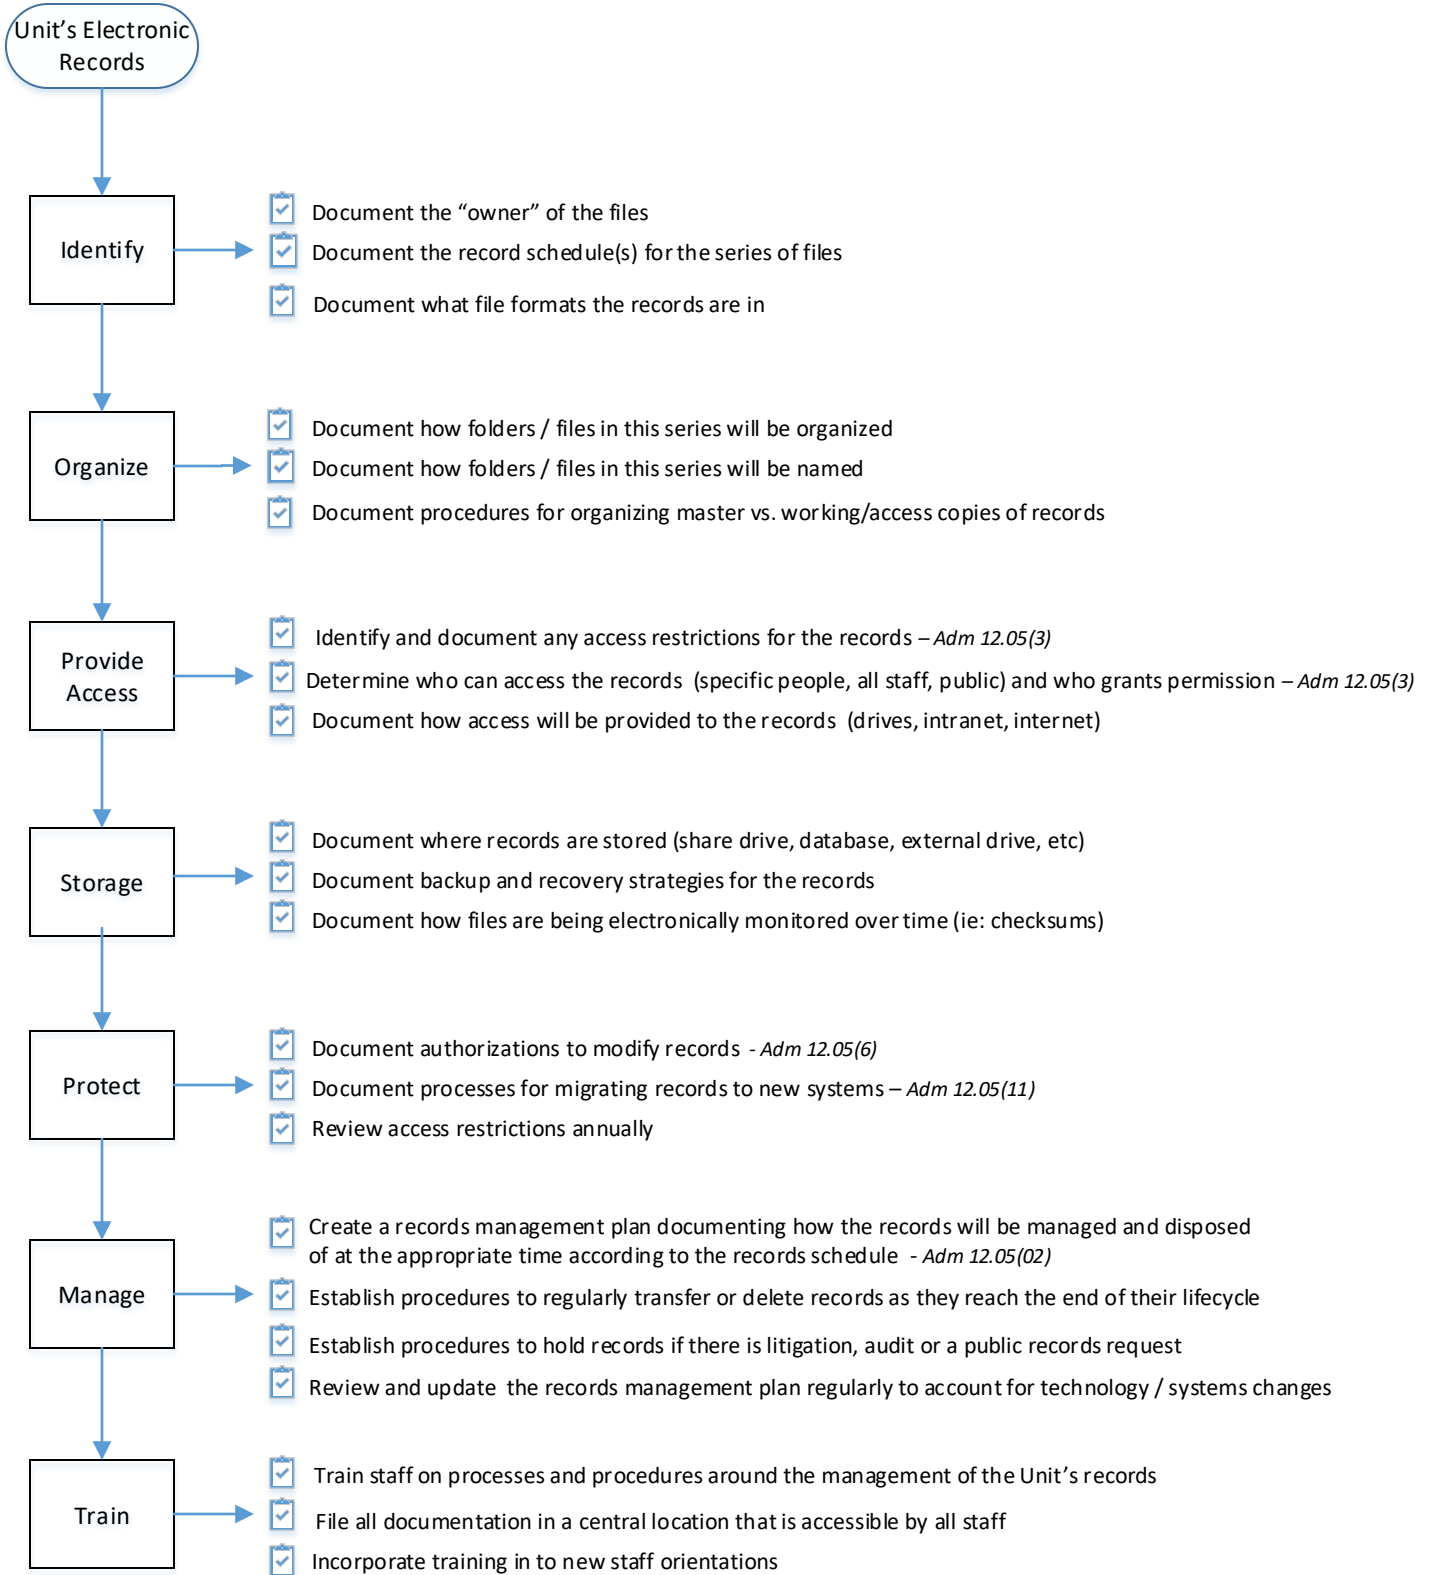 Unit’s Electronic
Records
Identify
Document the “owner” of the files
Document the record schedule(s) for the series of files
Document what file formats the records are in
Organize
Document how folders / files in this series will be organized
Document how folders / files in this series will be named
Document procedures for organizing master vs. working/access copies of records
Provide
Access
Identify and document any access restrictions for the records – Adm 12.05(3)
Determine who can access the records (specific people, all staff, public) and who grants permission – Adm 12.05(3)
Document how access will be provided to the records (drives, intranet, internet)
Storage
Document where records are stored (share drive, database, external drive, etc)
Document backup and recovery strategies for the records
Document how files are being electronically monitored over time (ie: checksums)
Protect
Document authorizations to modify records - Adm 12.05(6)
Document processes for migrating records to new systems – Adm 12.05(11)
Review access restrictions annually
Manage
Create a records management plan documenting how the records will be managed and disposed
of at the appropriate time according to the records schedule - Adm 12.05(02)
Establish procedures to regularly transfer or delete records as they reach the end of their lifecycle
Establish procedures to hold records if there is litigation, audit or a public records request
Review and update the records management plan regularly to account for technology / systems changes
Train
Train staff on processes and procedures around the management of the Unit’s records
File all documentation in a central location that is accessible by all staff
Incorporate training in to new staff orientations